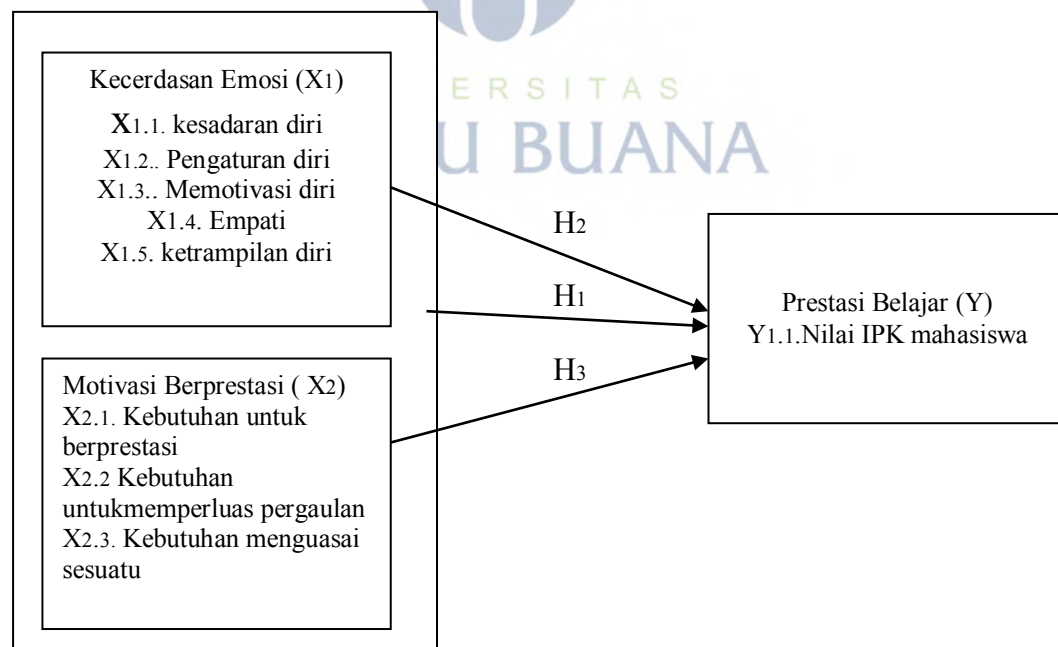 Kecerdasan Emosi (X1)
X1.1. kesadaran diri
X1.2.. Pengaturan diri
X1.3.. Memotivasi diri
X1.4. Empati
X1.5. ketrampilan diri
Motivasi Berprestasi ( X2)
X2.1. Kebutuhan untuk
berprestasi
X2.2 Kebutuhan
untukmemperluas pergaulan
X2.3. Kebutuhan menguasai
sesuatu
H2
H1
H3
Prestasi Belajar (Y)
Y1.1.Nilai IPK mahasiswa
ERSITAS
U BUANA